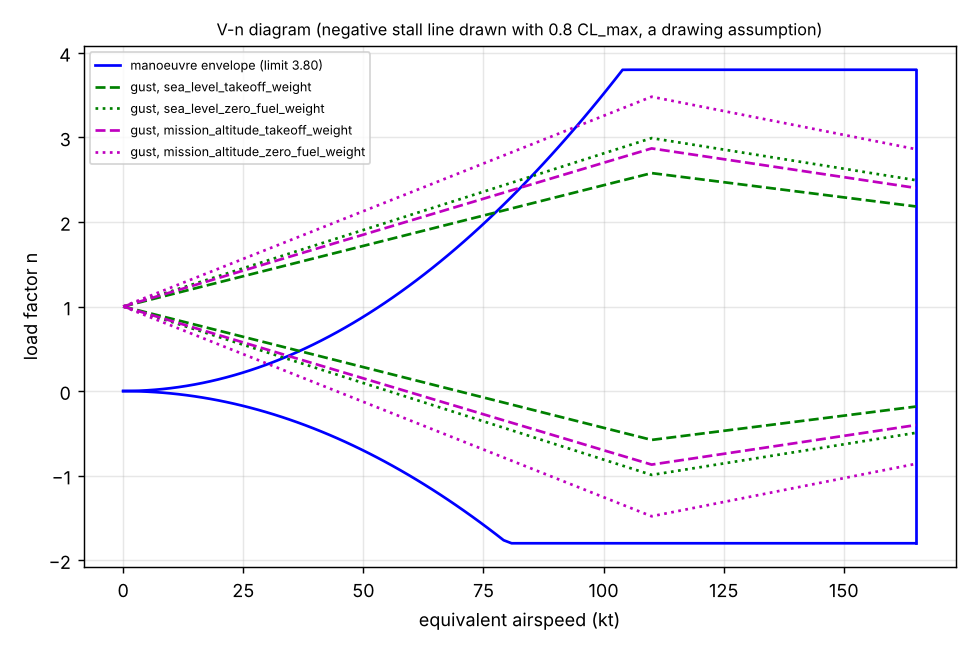 V-n diagram (negative stall line drawn with 0.8 CL_max, a drawing assumption)
manoeuvre envelope (limit 3.80)
gust, sea_level_takeoff_weight
gust, sea_level_zero_fuel_weight
gust, mission_altitude_takeoff_weight
gust, mission_altitude_zero_fuel_weight
load factor n
4
3
2
1
0
−1
−2
0 25 50 75 100 125 150
equivalent airspeed (kt)